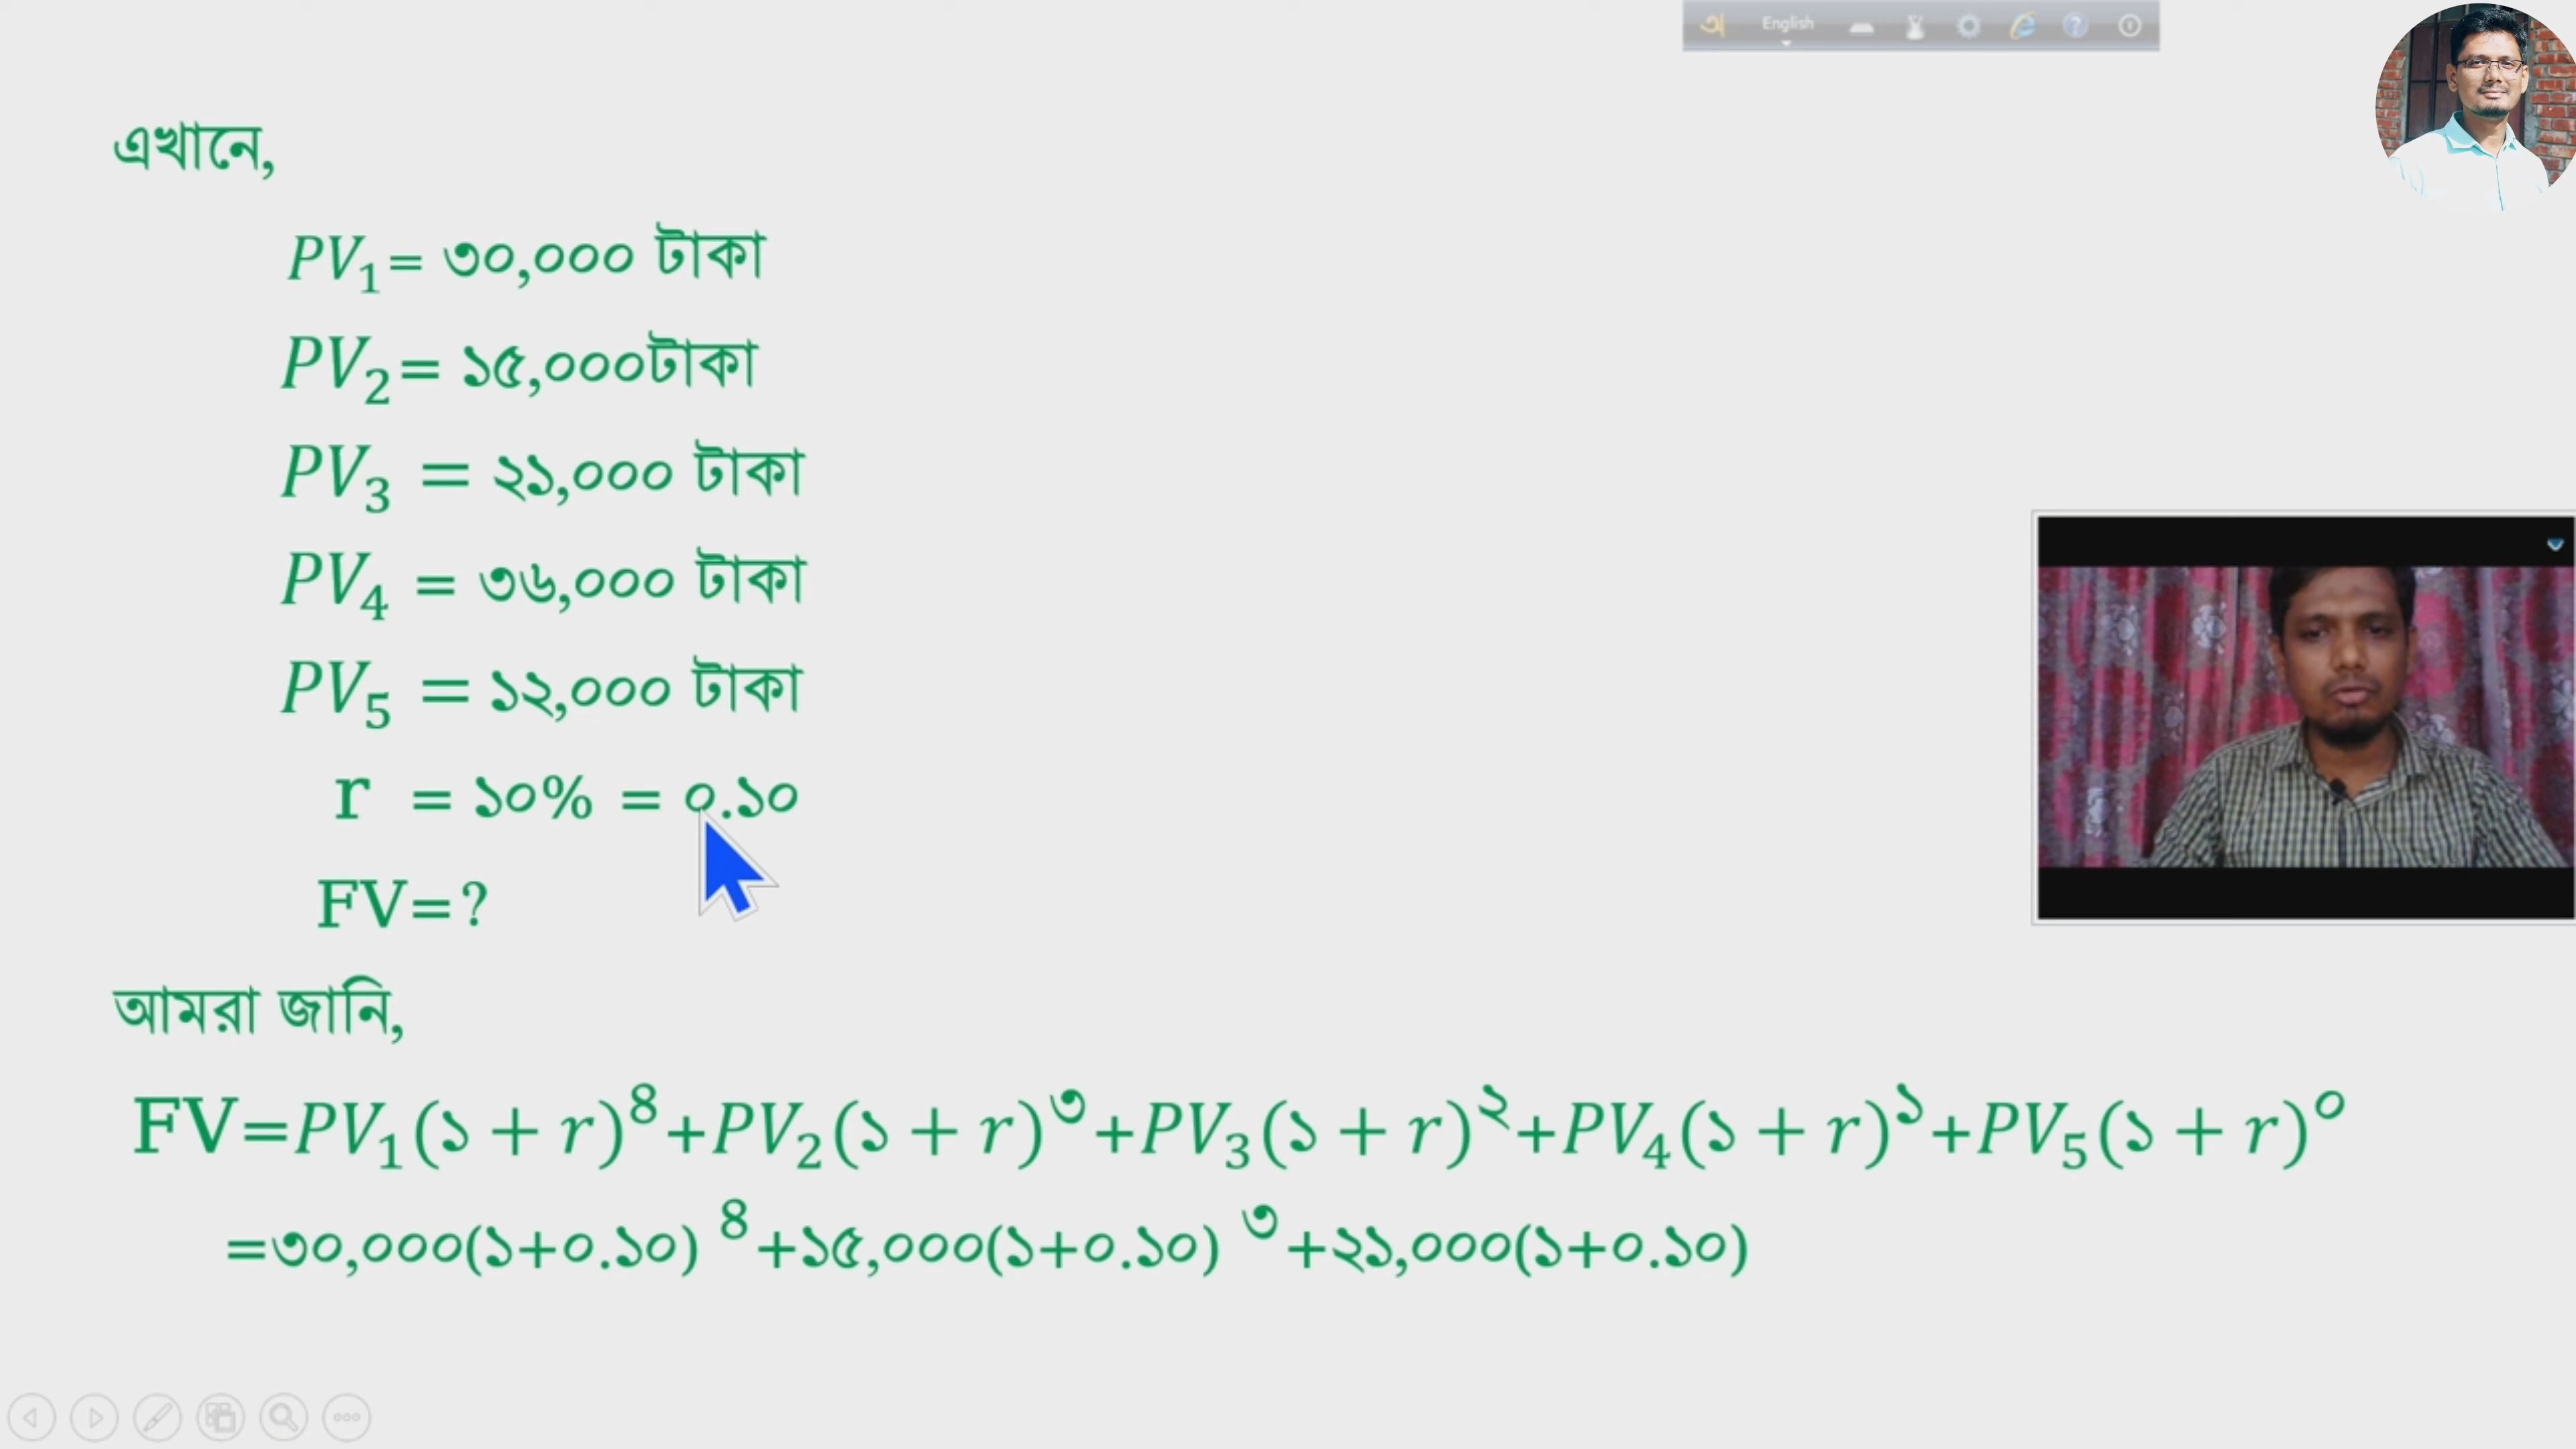 English
এখানে,
PV₁= ৩০,০০০ টাকা
PV₂= ১৫,০০০টাকা
PV₃ = ২১,০০০ টাকা
PV₄ = ৩৬,০০০ টাকা
PV₅ = ১২,০০০ টাকা
r = ১০% = ০.১০
FV=?
আমরা জানি,
FV=PV₁(১ + r)^৪+PV₂(১ + r)^৩+PV₃(১ + r)^২+PV₄(১ + r)^১+PV₅(১ + r)^০
=৩০,০০০(১+০.১০) ^৪+১৫,০০০(১+০.১০) ^৩+২১,০০০(১+০.১০)